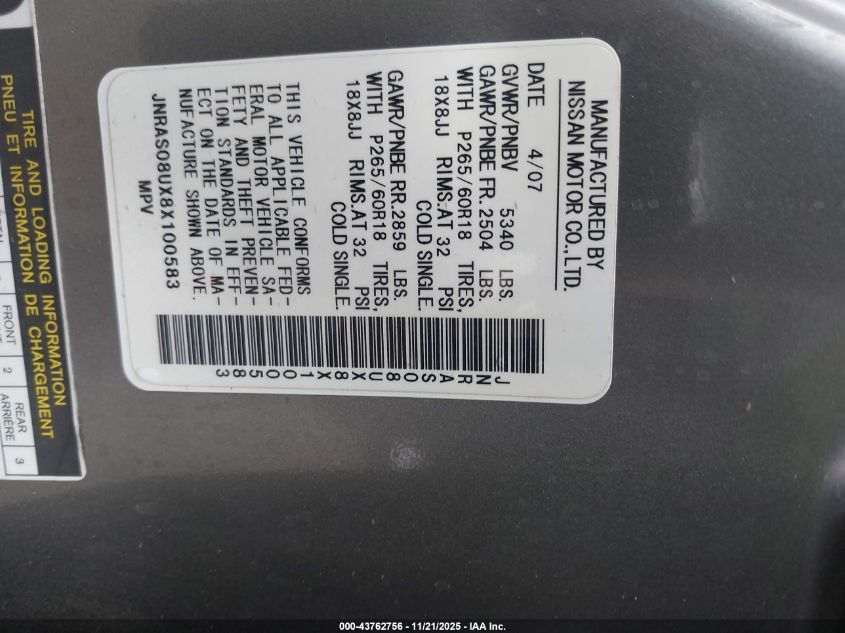 MANUFACTURED BY
NISSAN MOTOR CO.,LTD.
DATE 4/07
GVWR/PNBV 5340 LBS.
GAWR/PNBE FR. 2504 LBS.
WITH P265/60R18 TIRES,
18X8JJ RIMS.AT 32 PSI
COLD SINGLE.
GAWR/PNBE RR.2859 LBS.
WITH P265/60R18 TIRES,
18X8JJ RIMS.AT 32 PSI
COLD SINGLE.
THIS VEHICLE CONFORMS
TO ALL APPLICABLE FED-
ERAL MOTOR VEHICLE SA-
FETY AND THEFT PREVEN-
TION STANDARDS IN EFF-
ECT ON THE DATE OF MA-
NUFACTURE SHOWN ABOVE.
JNRAS08UX8X100583
MPV
JNRAS08UX8X100583
TIRE AND LOADING INFORMATION
PNEU ET INFORMATION DE CHARGEMENT
FRONT 2
REAR 3
ARRIÈRE
000-43762756 - 11/21/2025 - IAA Inc.